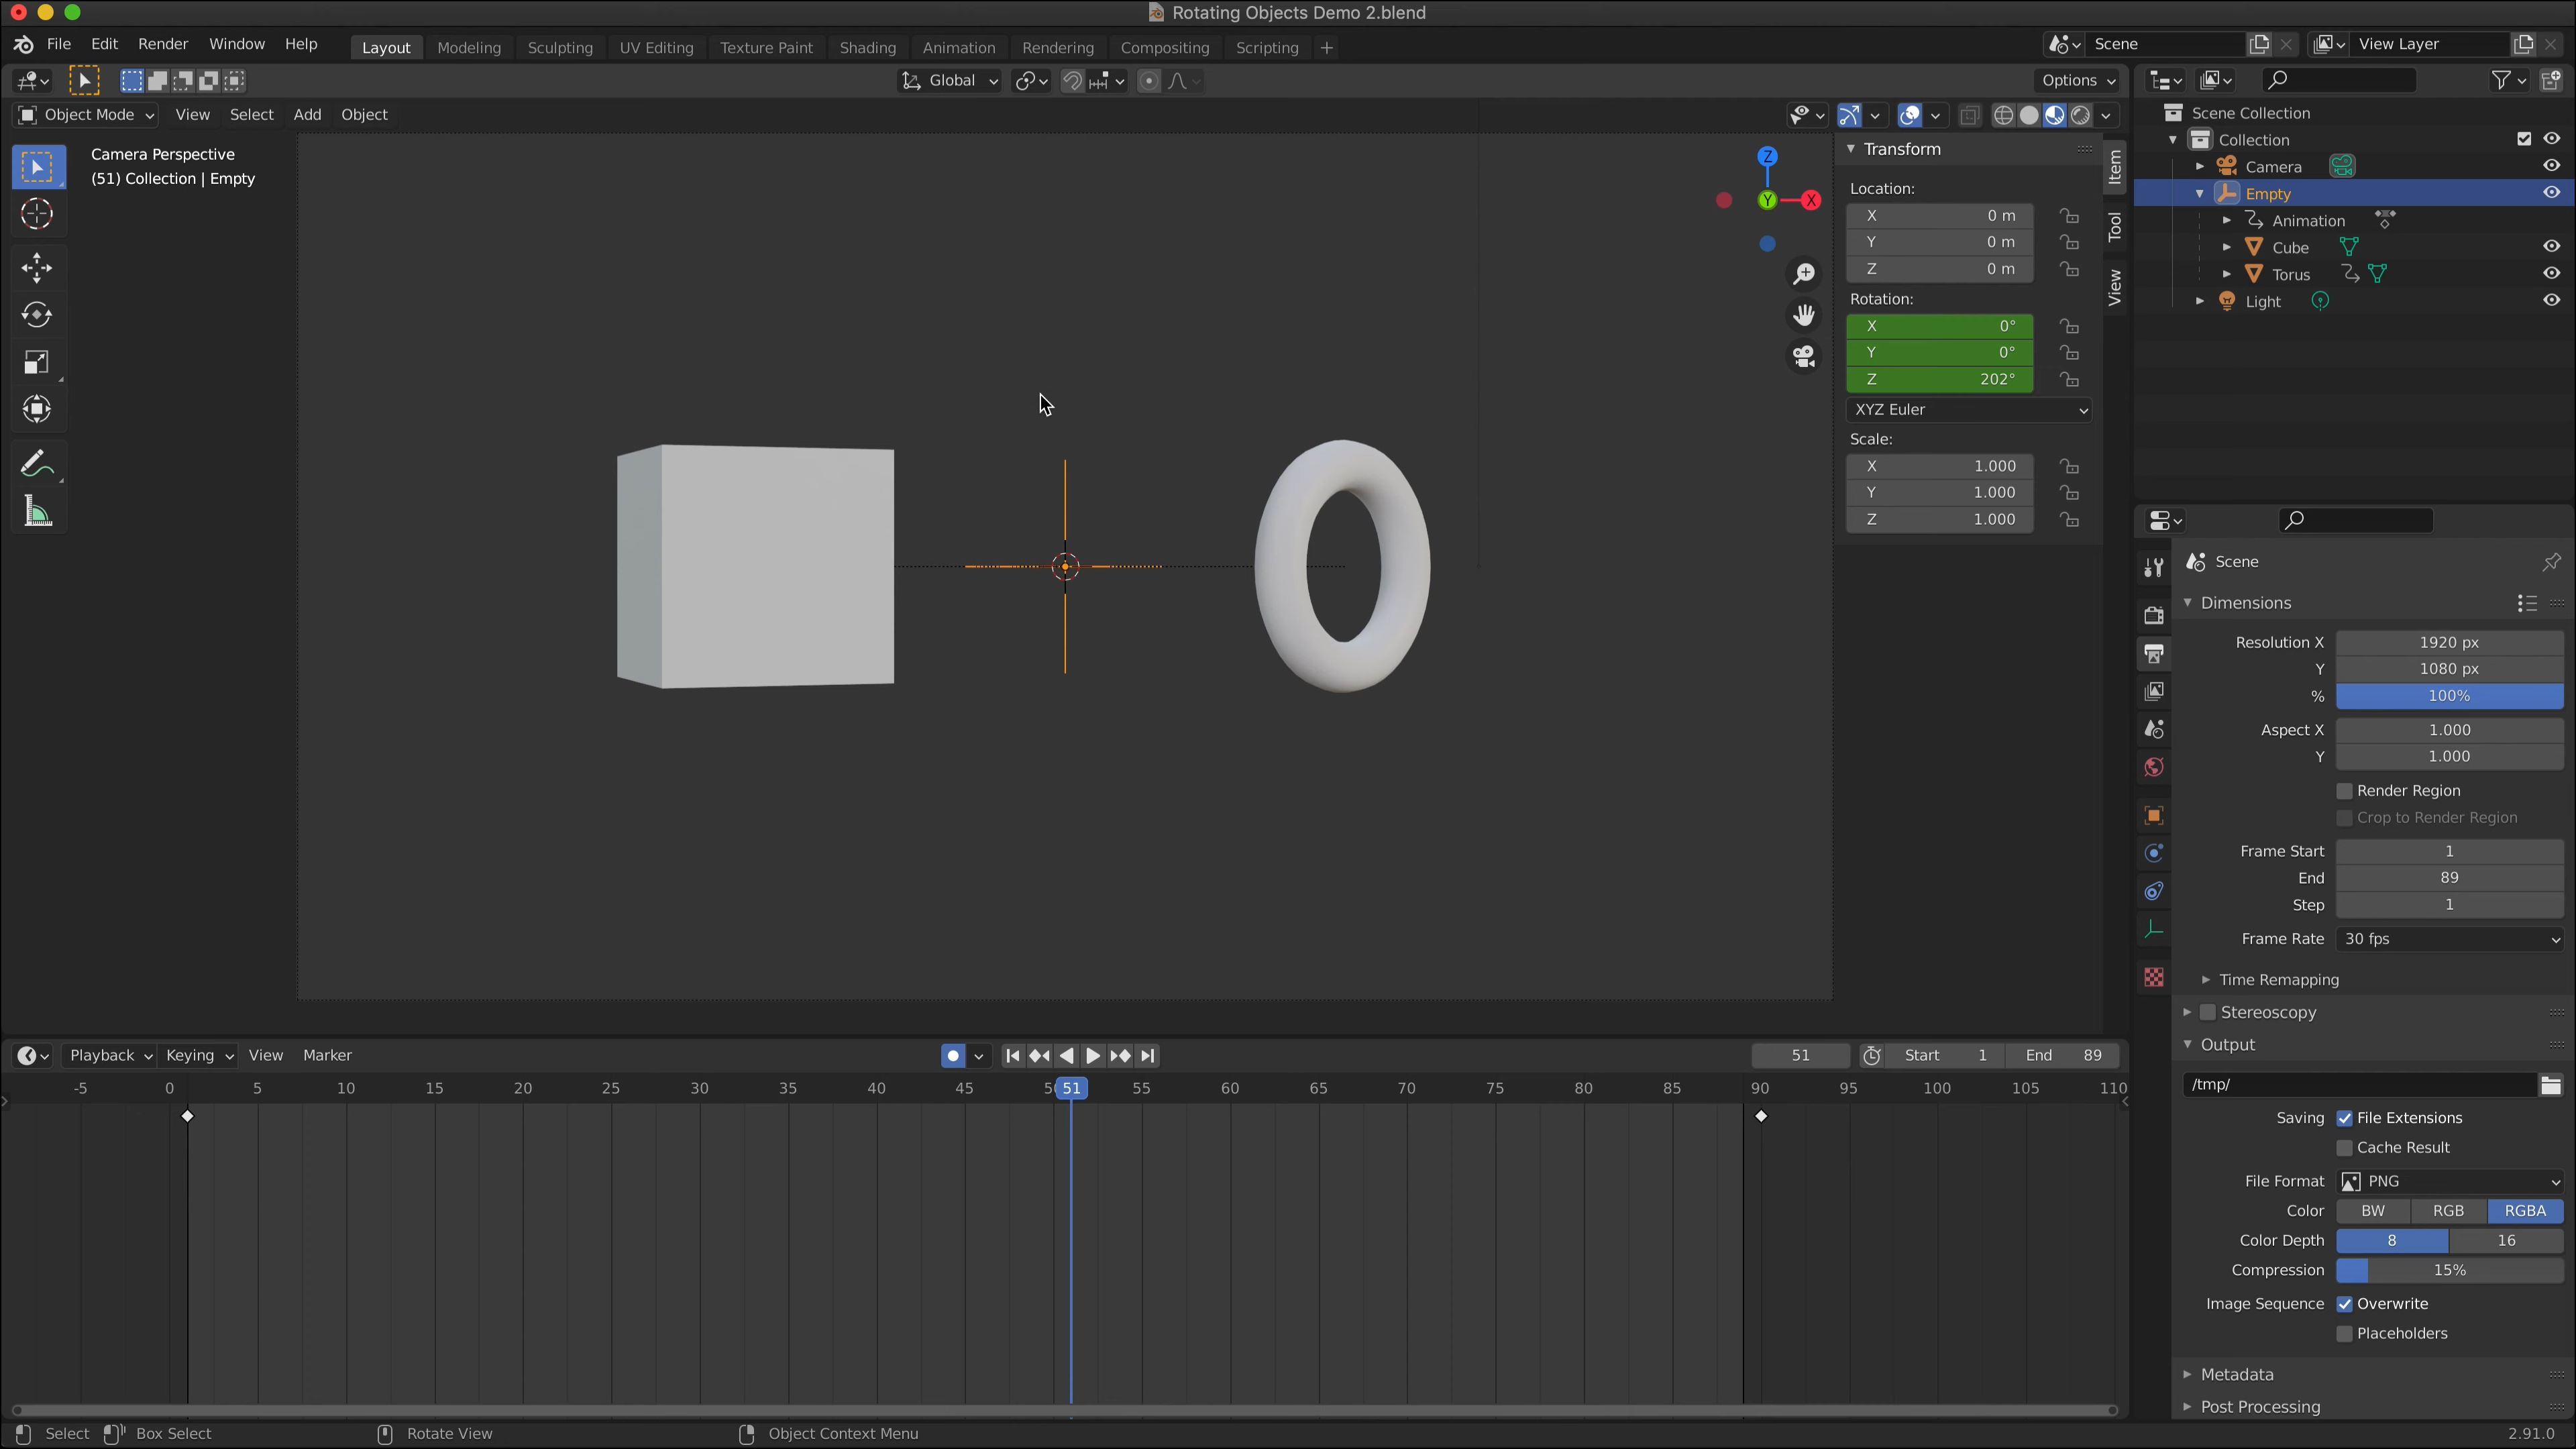 Rotating Objects Demo 2.blend
File Edit Render Window Help Layout Modeling Sculpting UV Editing Texture Paint Shading Animation Rendering Compositing Scripting + Scene View Layer
Global Options
Object Mode View Select Add Object
Camera Perspective
(51) Collection | Empty
Z
Y
X
Transform
Location:
X 0 m
Y 0 m
Z 0 m
Rotation:
X 0°
Y 0°
Z 202°
XYZ Euler
Scale:
X 1.000
Y 1.000
Z 1.000
Item
Tool
View
Scene Collection
Collection
Camera
Empty
Animation
Cube
Torus
Light
Scene
Dimensions
Resolution X 1920 px
Y 1080 px
% 100%
Aspect X 1.000
Y 1.000
Render Region
Crop to Render Region
Frame Start 1
End 89
Step 1
Frame Rate 30 fps
Time Remapping
Stereoscopy
Output
/tmp/
Saving File Extensions
Cache Result
File Format PNG
Color BW RGB RGBA
Color Depth 8 16
Compression 15%
Image Sequence Overwrite
Placeholders
Metadata
Post Processing
Playback Keying View Marker 51 Start 1 End 89
-5 0 5 10 15 20 25 30 35 40 45 51 55 60 65 70 75 80 85 90 95 100 105 110
Select Box Select Rotate View Object Context Menu 2.91.0